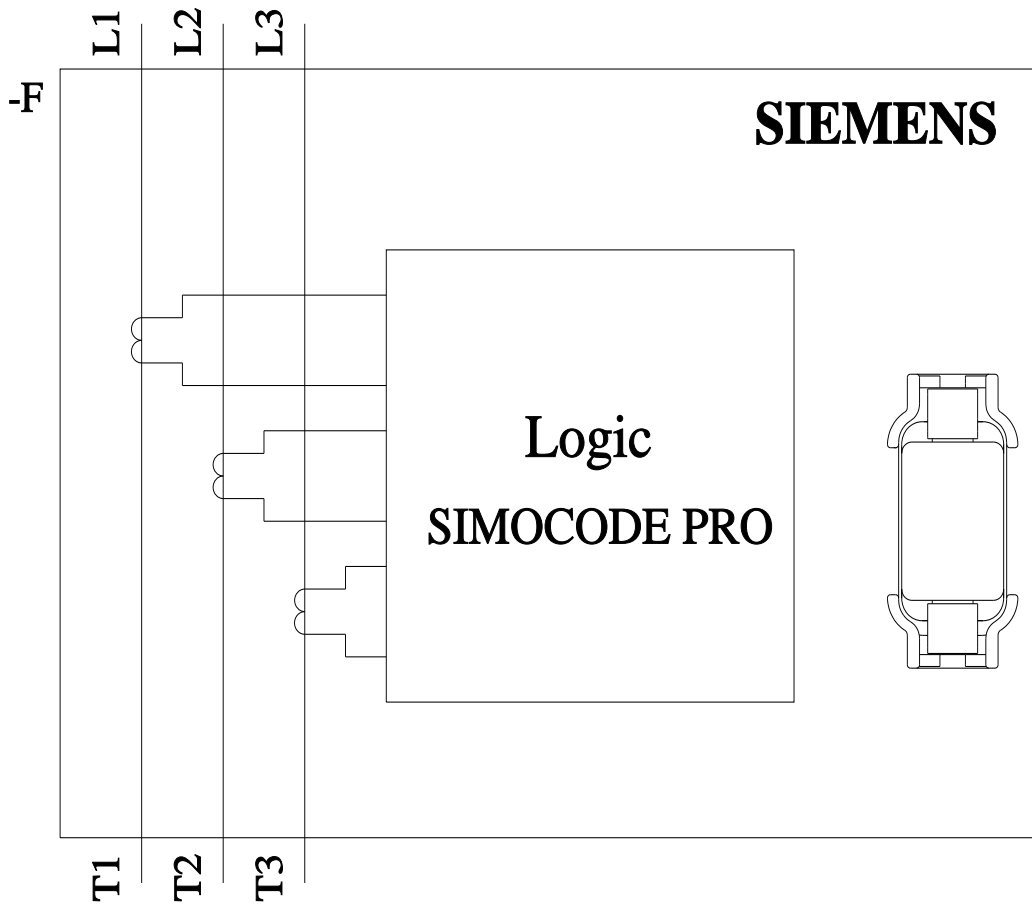 L1 L2 L3
-F
SIEMENS
Logic
SIMOCODE PRO
T1 T2 T3